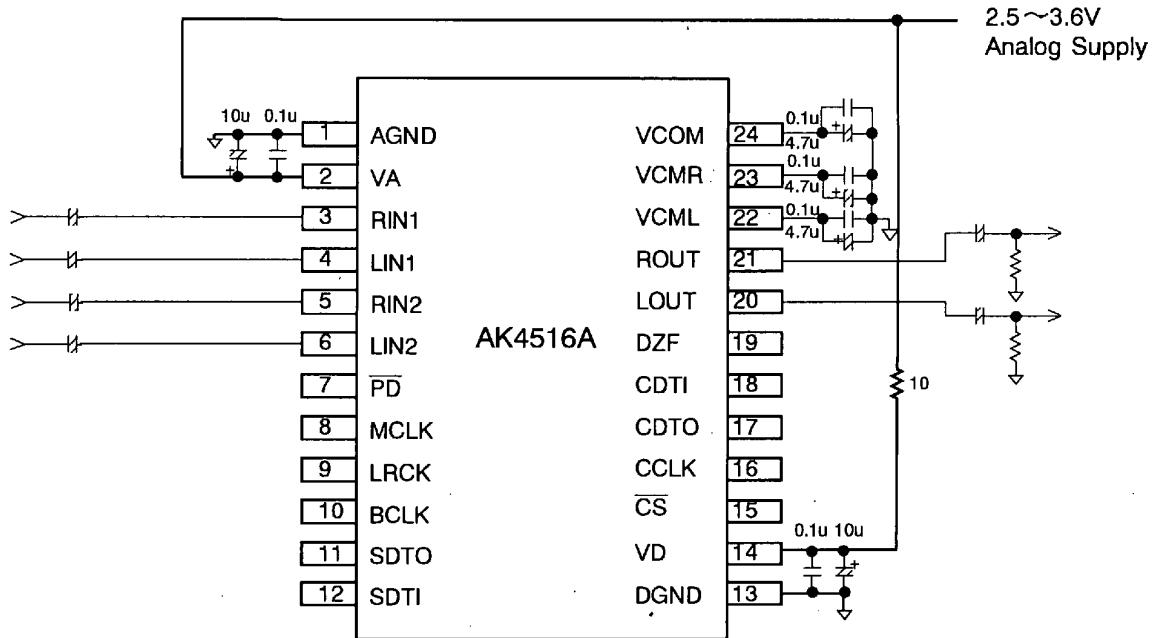 2.5～3.6V
Analog Supply
10u 0.1u
1 AGND
2 VA
3 RIN1
4 LIN1
5 RIN2
6 LIN2
7 PD
8 MCLK
9 LRCK
10 BCLK
11 SDTO
12 SDTI
AK4516A
VCOM 24
0.1u
4.7u
VCMR 23
0.1u
4.7u
VCML 22
0.1u
4.7u
ROUT 21
LOUT 20
DZF 19
CDTI 18
CDTO 17
CCLK 16
CS 15
VD 14
DGND 13
10
0.1u 10u
+
+
+
+
+